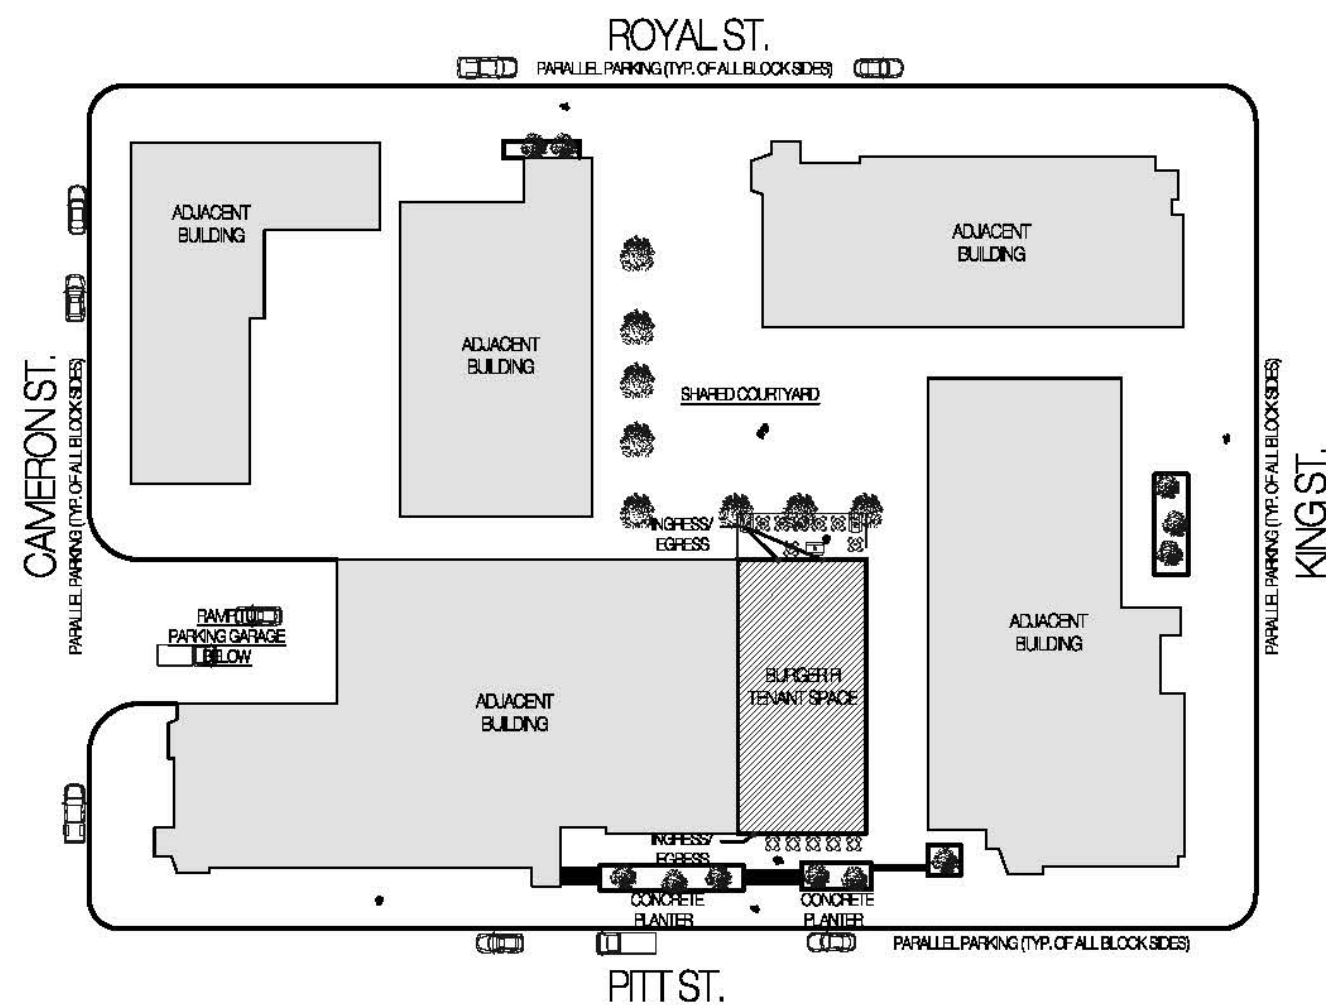 ROYAL ST.
PARALLEL PARKING (TYP. OF ALL BLOCK SIDES)
ADJACENT
BUILDING
ADJACENT
BUILDING
ADJACENT
BUILDING
CAMERON ST.
PARALLEL PARKING (TYP. OF ALL BLOCK SIDES)
SHARED COURTYARD
PARALLEL PARKING (TYP. OF ALL BLOCK SIDES)
KING ST.
INGRESS/
EGRESS
RAMP TO
PARKING GARAGE
BELOW
ADJACENT
BUILDING
BURGER FI
TENANT SPACE
ADJACENT
BUILDING
INGRESS/
EGRESS
CONCRETE
PLANTER
CONCRETE
PLANTER
PARALLEL PARKING (TYP. OF ALL BLOCK SIDES)
PITT ST.